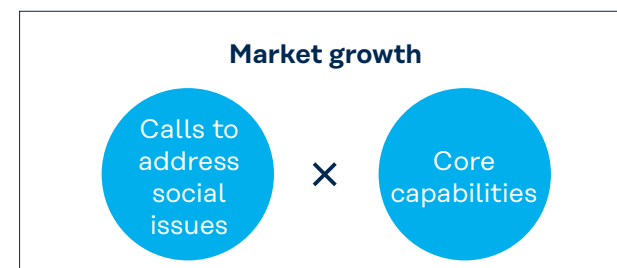 Market growth
Calls to
address
social
issues
×
Core
capabilities